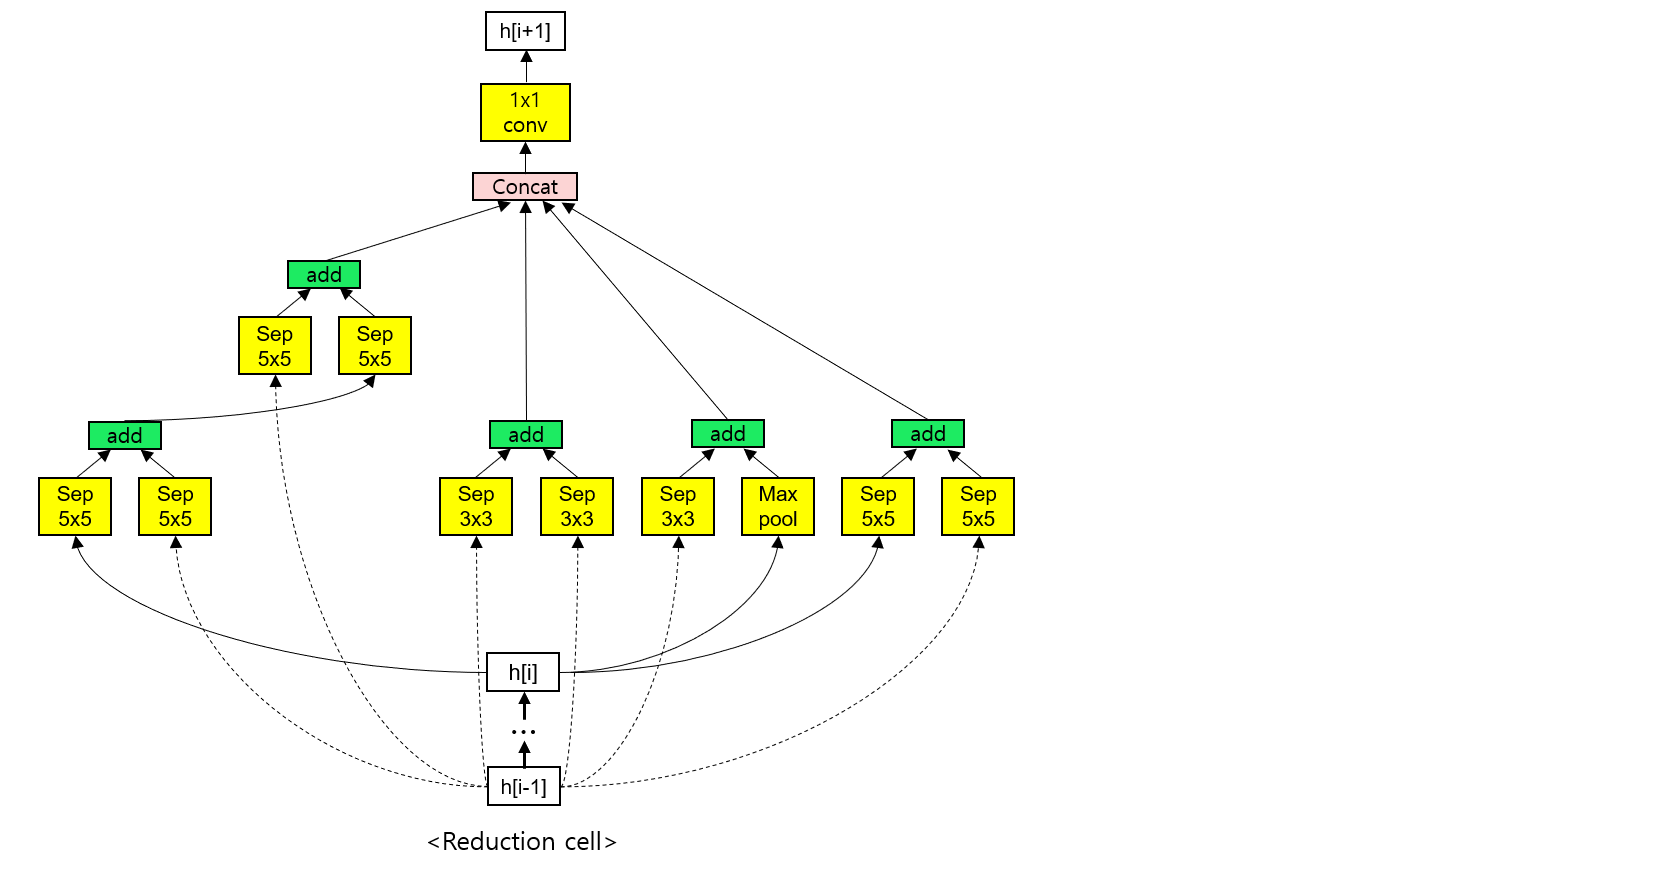 h[i+1]
1x1
conv
Concat
add
Sep
5x5
Sep
5x5
add
add
add
add
Sep
5x5
Sep
5x5
Sep
3x3
Sep
3x3
Sep
3x3
Max
pool
Sep
5x5
Sep
5x5
h[i]
...
h[i-1]
<Reduction cell>